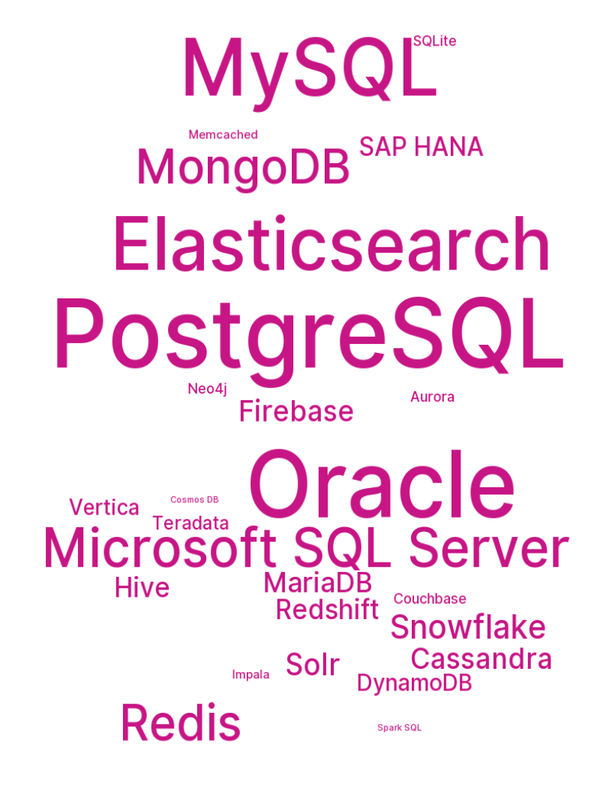 MySQL
SQLite
Memcached
SAP HANA
MongoDB
Elasticsearch
PostgreSQL
Neo4j
Aurora
Firebase
Oracle
Cosmos DB
Vertica
Teradata
Microsoft SQL Server
Hive
MariaDB
Couchbase
Redshift
Snowflake
Cassandra
Solr
Impala
DynamoDB
Redis
Spark SQL